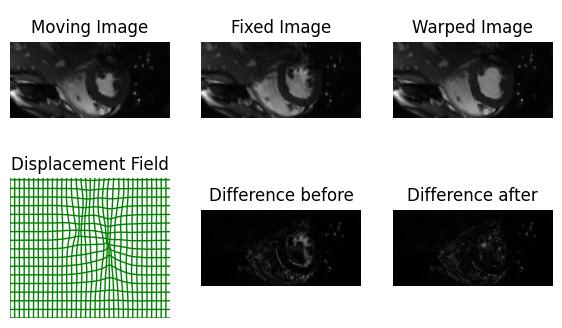 Moving Image
Fixed Image
Warped Image
Displacement Field
Difference before
Difference after